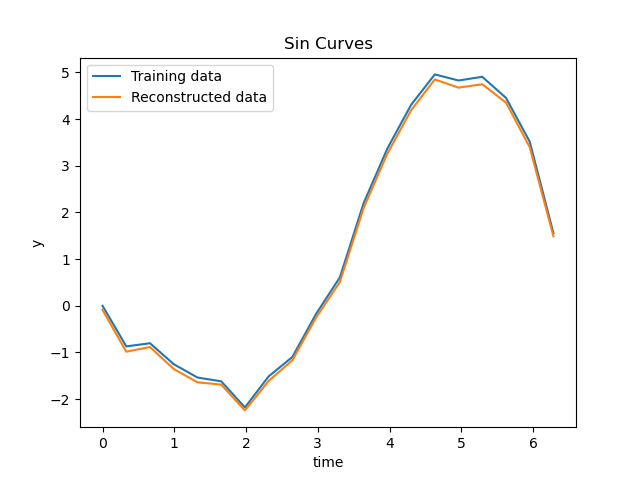 Sin Curves
Training data
Reconstructed data
5
4
3
2
1
0
−1
−2
y
0 1 2 3 4 5 6
time